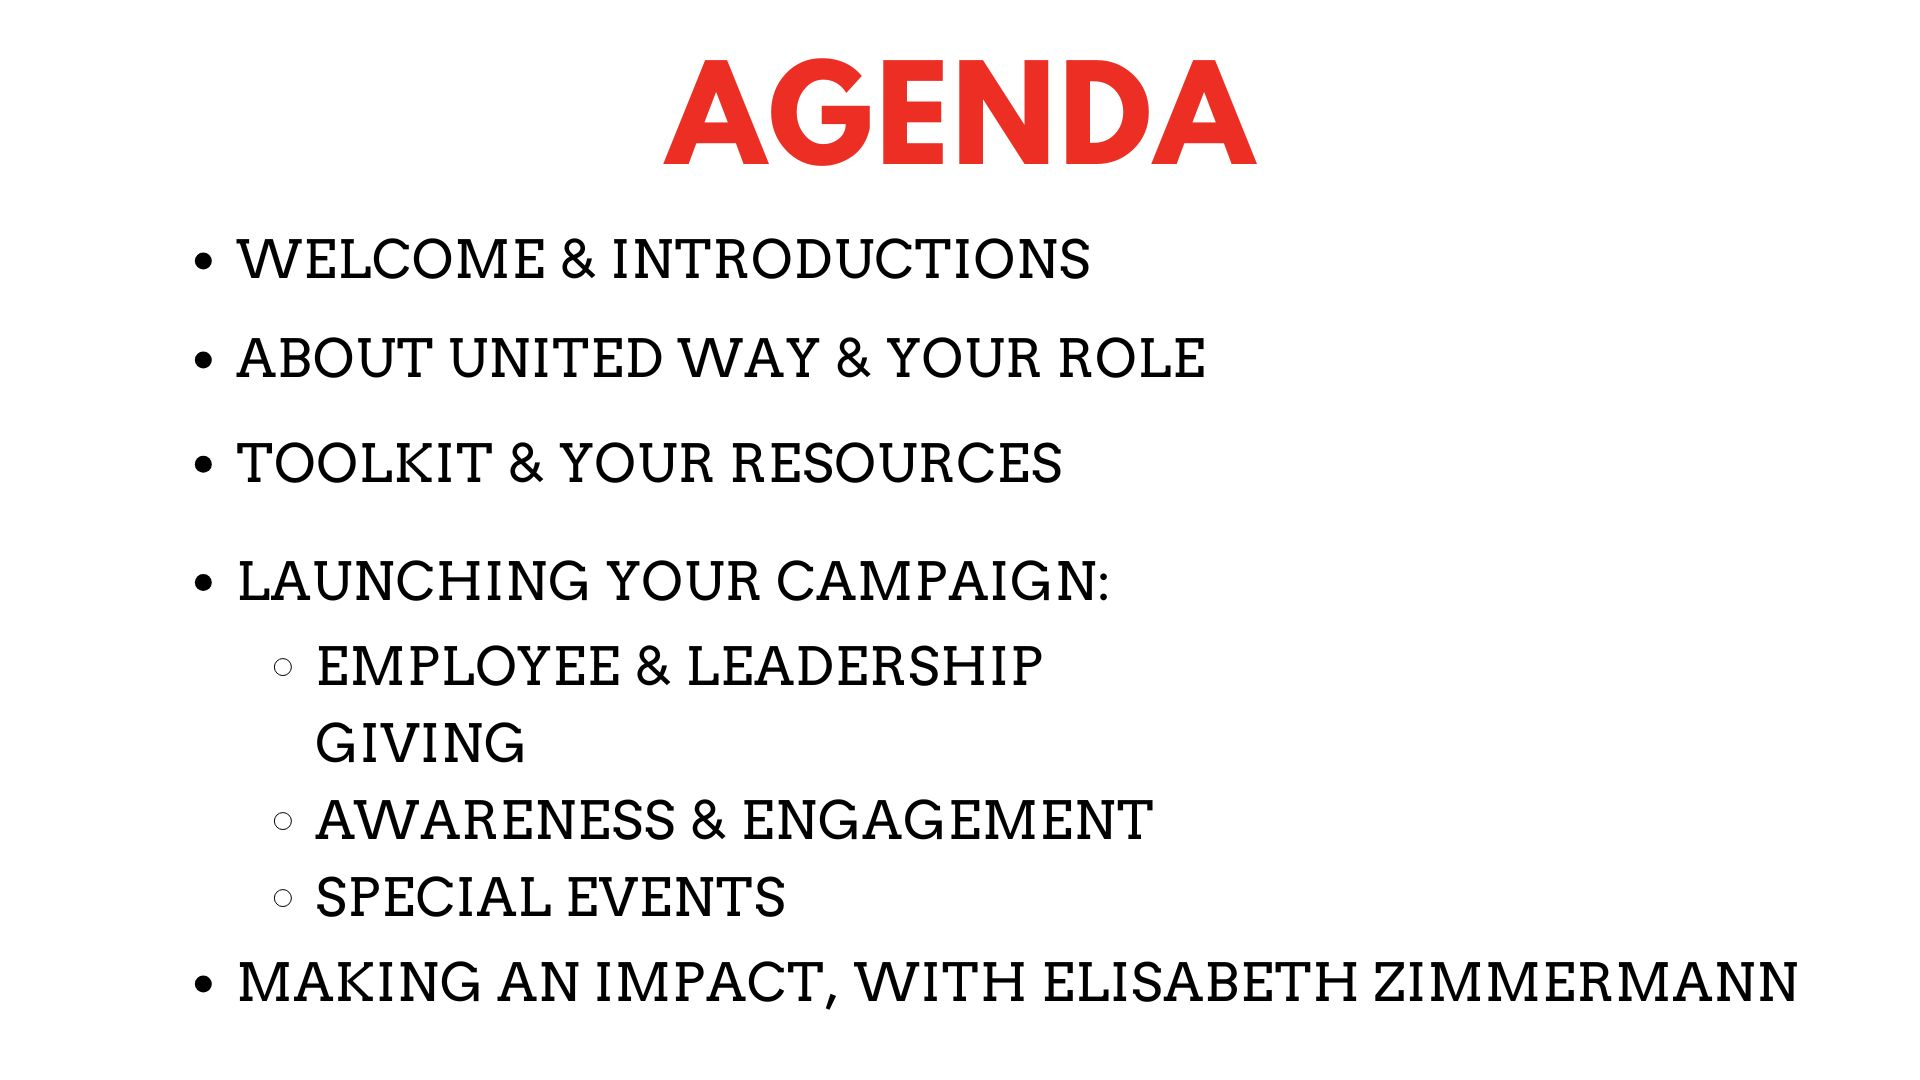 AGENDA
• WELCOME & INTRODUCTIONS
• ABOUT UNITED WAY & YOUR ROLE
• TOOLKIT & YOUR RESOURCES
• LAUNCHING YOUR CAMPAIGN:
○ EMPLOYEE & LEADERSHIP
GIVING
○ AWARENESS & ENGAGEMENT
○ SPECIAL EVENTS
• MAKING AN IMPACT, WITH ELISABETH ZIMMERMANN